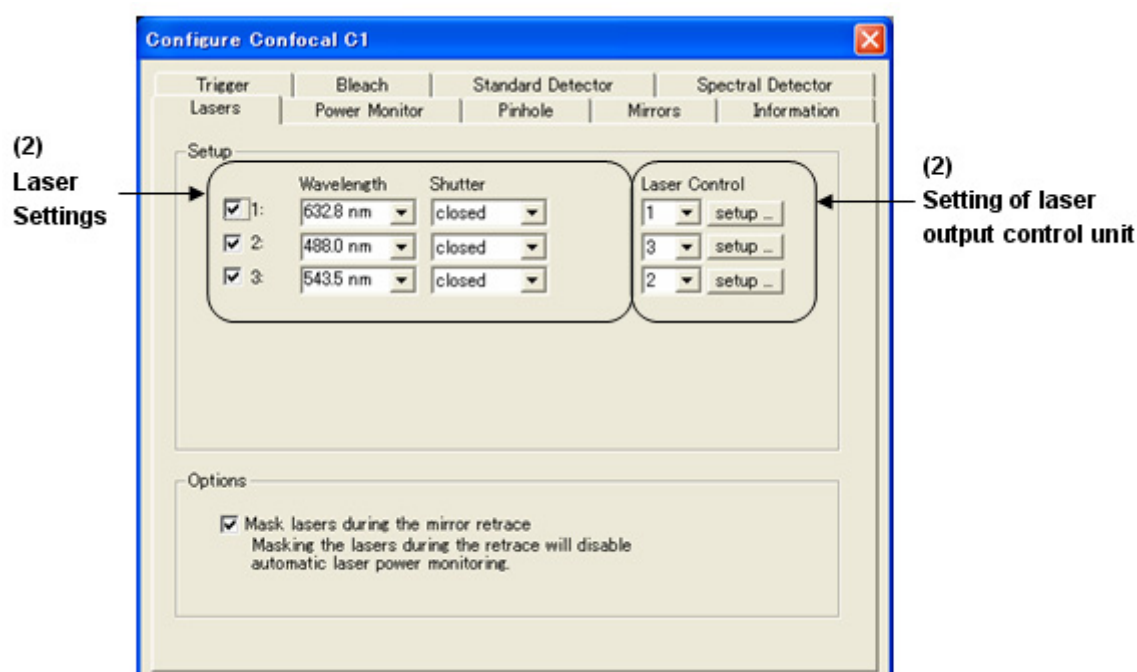 Configure Confocal C1
Trigger Bleach Standard Detector Spectral Detector
Lasers Power Monitor Pinhole Mirrors Information
(2)
Laser
Settings
Setup
Wavelength Shutter Laser Control
1: 632.8 nm closed 1 setup ...
2: 488.0 nm closed 3 setup ...
3: 543.5 nm closed 2 setup ...
(2)
Setting of laser
output control unit
Options
Mask lasers during the mirror retrace
Masking the lasers during the retrace will disable
automatic laser power monitoring.